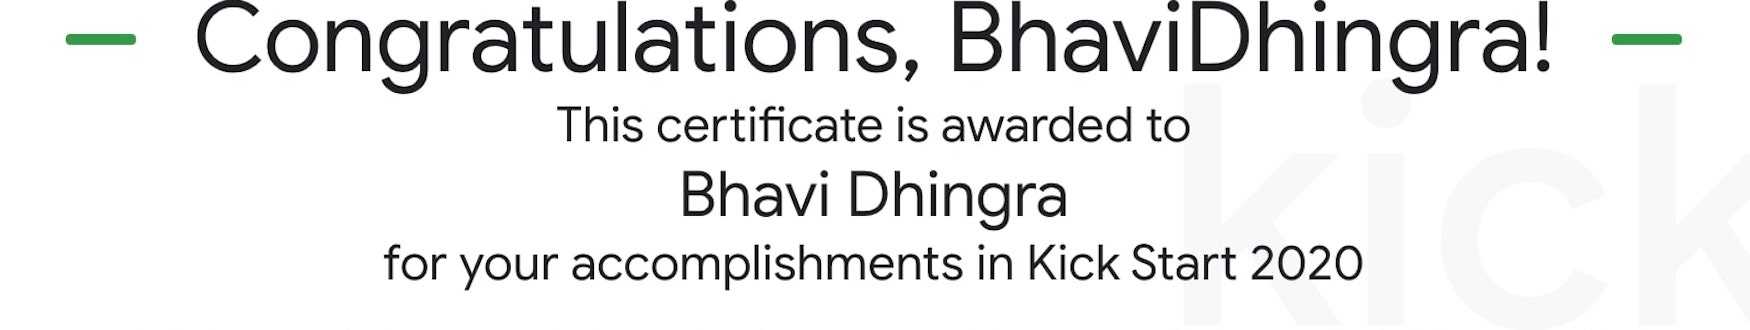 Congratulations, BhaviDhingra!
This certificate is awarded to
Bhavi Dhingra
for your accomplishments in Kick Start 2020
kick